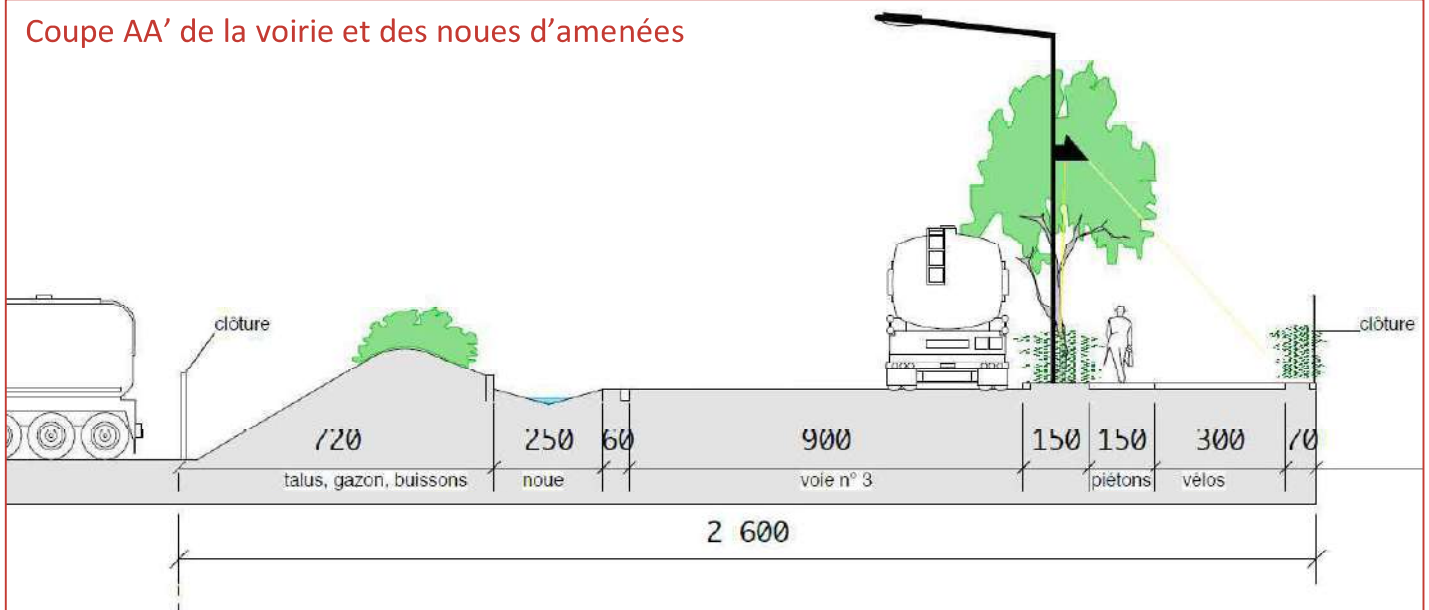 Coupe AA’ de la voirie et des noues d’amenées
clôture
clôture
720 250 60 900 150 150 300 70
talus, gazon, buissons noue voie n° 3 piétons vélos
2 600